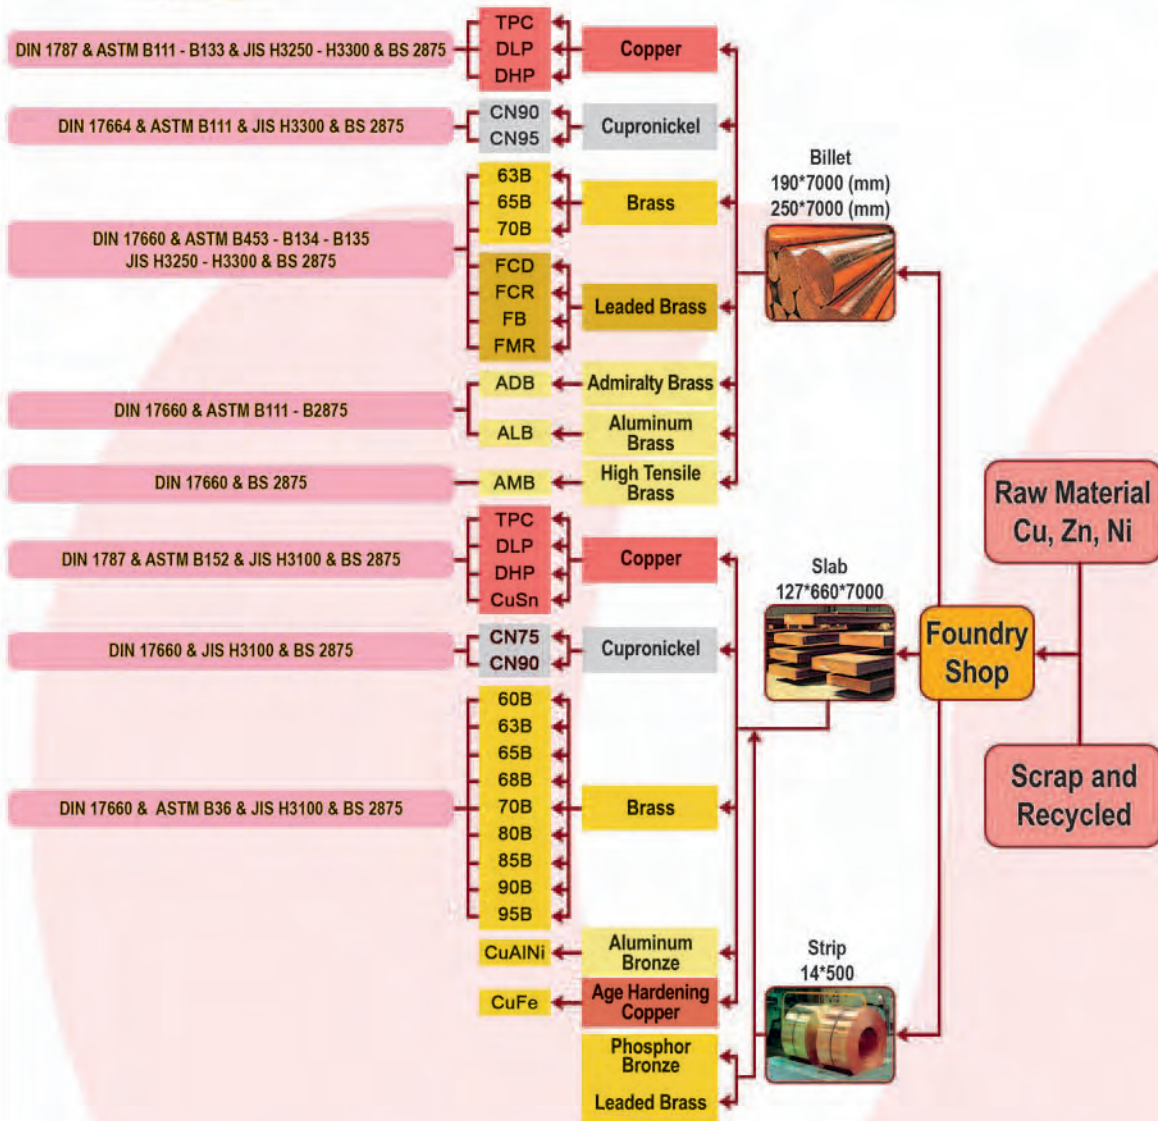 DIN 1787 & ASTM B111 - B133 & JIS H3250 - H3300 & BS 2875
TPC
DLP
DHP
Copper
DIN 17664 & ASTM B111 & JIS H3300 & BS 2875
CN90
CN95
Cupronickel
Billet
190*7000 (mm)
250*7000 (mm)
DIN 17660 & ASTM B453 - B134 - B135
JIS H3250 - H3300 & BS 2875
63B
65B
70B
Brass
FCD
FCR
FB
FMR
Leaded Brass
DIN 17660 & ASTM B111 - B2875
ADB
Admiralty Brass
ALB
Aluminum
Brass
DIN 17660 & BS 2875
AMB
High Tensile
Brass
Raw Material
Cu, Zn, Ni
DIN 1787 & ASTM B152 & JIS H3100 & BS 2875
TPC
DLP
DHP
CuSn
Copper
Slab
127*660*7000
Foundry
Shop
DIN 17660 & JIS H3100 & BS 2875
CN75
CN90
Cupronickel
Scrap and
Recycled
DIN 17660 & ASTM B36 & JIS H3100 & BS 2875
60B
63B
65B
68B
70B
80B
85B
90B
95B
Brass
CuAlNi
Aluminum
Bronze
CuFe
Age Hardening
Copper
Strip
14*500
Phosphor
Bronze
Leaded Brass